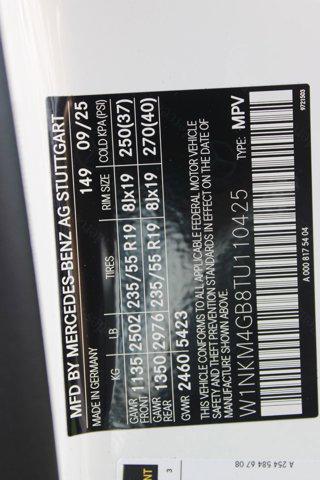 MFD BY MERCEDES-BENZ AG STUTTGART
MADE IN GERMANY 149 09/25
KG LB TIRES RIM SIZE COLD KPA(PSI)
GAWR FRONT 1135 2502 235/55 R19 8Jx19 250(37)
GAWR REAR 1350 2976 235/55 R19 8Jx19 270(40)
GVWR 2460 5423
THIS VEHICLE CONFORMS TO ALL APPLICABLE FEDERAL MOTOR VEHICLE
SAFETY AND THEFT PREVENTION STANDARDS IN EFFECT ON THE DATE OF
MANUFACTURE SHOWN ABOVE.
TYPE: MPV
W1NKM4GB8TU110425
A 000 817 54 04
9721503
A 254 584 67 08
3